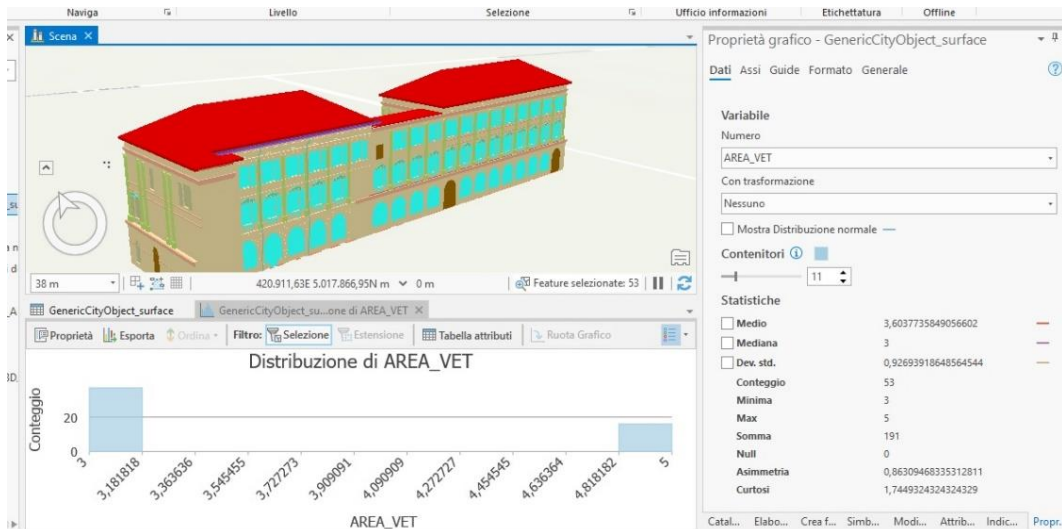 Naviga Livello Selezione Ufficio informazioni Etichettatura Offline
Scena
38 m 420.911,63E 5.017.866,95N m 0 m Feature selezionate: 53
GenericCityObject_surface GenericCityObject_su...one di AREA_VET
Proprietà Esporta Ordina Filtro: Selezione Estensione Tabella attributi Ruota Grafico
Distribuzione di AREA_VET
Conteggio
20
0
3 3,181818 3,363636 3,545455 3,727273 3,909091 4,090909 4,272727 4,454545 4,636364 4,818182 5
AREA_VET
Proprietà grafico - GenericCityObject_surface
Dati Assi Guide Formato Generale
Variabile
Numero
AREA_VET
Con trasformazione
Nessuno
Mostra Distribuzione normale
Contenitori
11
Statistiche
Medio 3,6037735849056602
Mediana 3
Dev. std. 0,92693918648564544
Conteggio 53
Minima 3
Max 5
Somma 191
Null 0
Asimmetria 0,86309468335312811
Curtosi 1,7449324324324329
Catal... Elabo... Crea f... Simb... Modi... Attrib... Indic... Propr